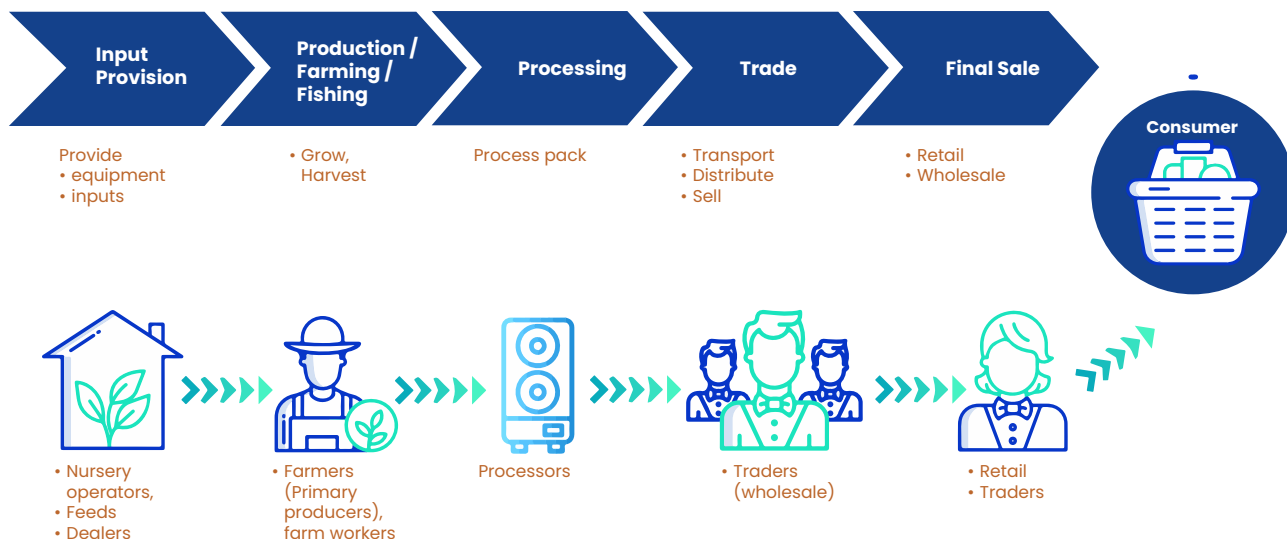 Input
Provision
Production /
Farming /
Fishing
Processing
Trade
Final Sale
Consumer
Provide
• equipment
• inputs
• Grow,
Harvest
Process pack
• Transport
• Distribute
• Sell
• Retail
• Wholesale
• Nursery
operators,
• Feeds
• Dealers
• Farmers
(Primary
producers),
farm workers
Processors
• Traders
(wholesale)
• Retail
• Traders